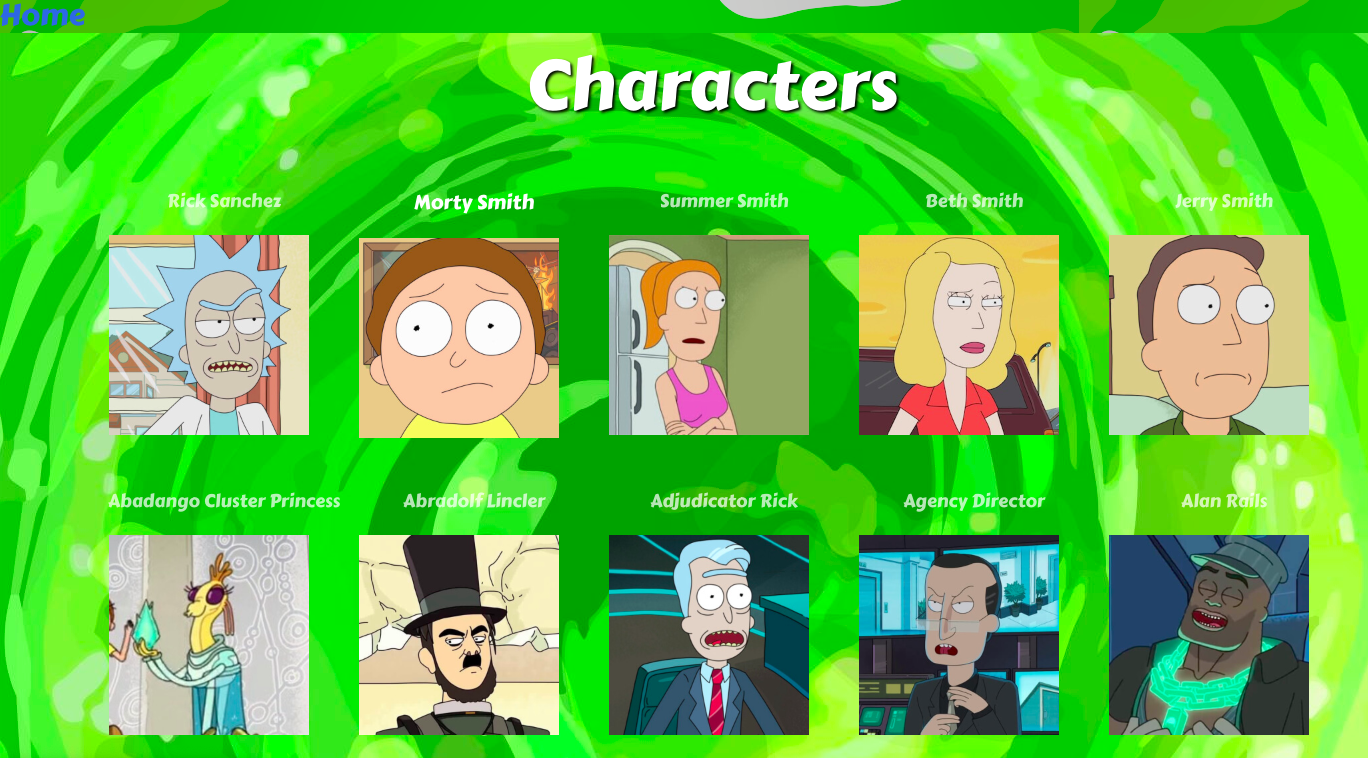 Home
Characters
Rick Sanchez
Morty Smith
Summer Smith
Beth Smith
Jerry Smith
Abadango Cluster Princess
Abradolf Lincler
Adjudicator Rick
Agency Director
Alan Rails